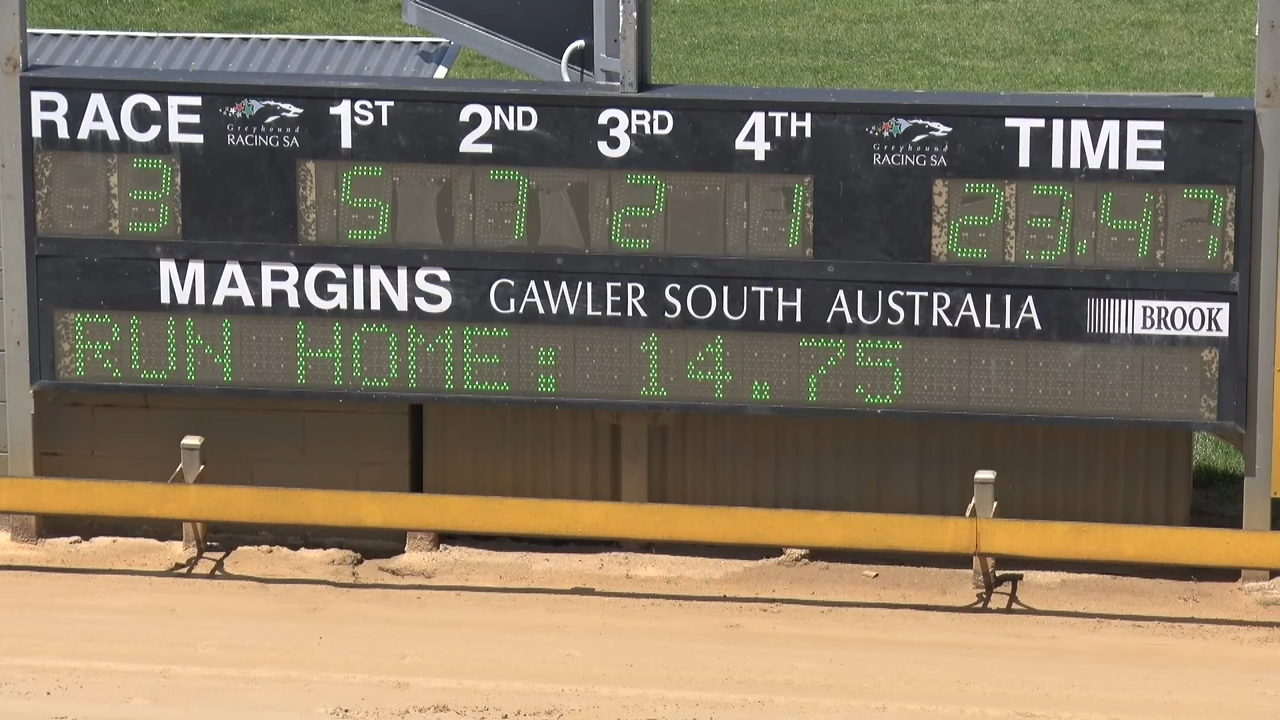 RACE Greyhound RACING SA 1ST 2ND 3RD 4TH Greyhound RACING SA TIME
3 5 7 2 1 23.47
MARGINS GAWLER SOUTH AUSTRALIA BROOK
RUN HOME: 14.75